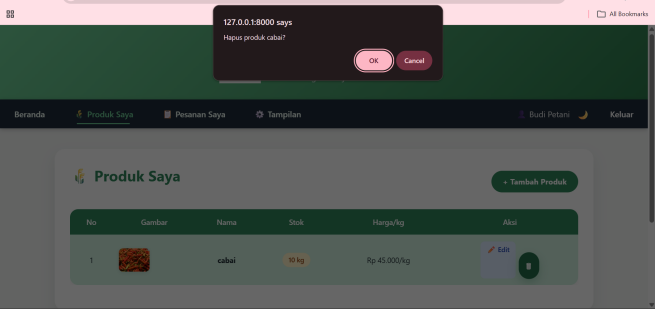 All Bookmarks
127.0.0.1:8000 says
Hapus produk cabai?
OK Cancel
Beranda Produk Saya Pesanan Saya Tampilan Budi Petani Keluar
Produk Saya
+ Tambah Produk
No Gambar Nama Stok Harga/kg Aksi
1 cabai 10 kg Rp 45.000/kg Edit